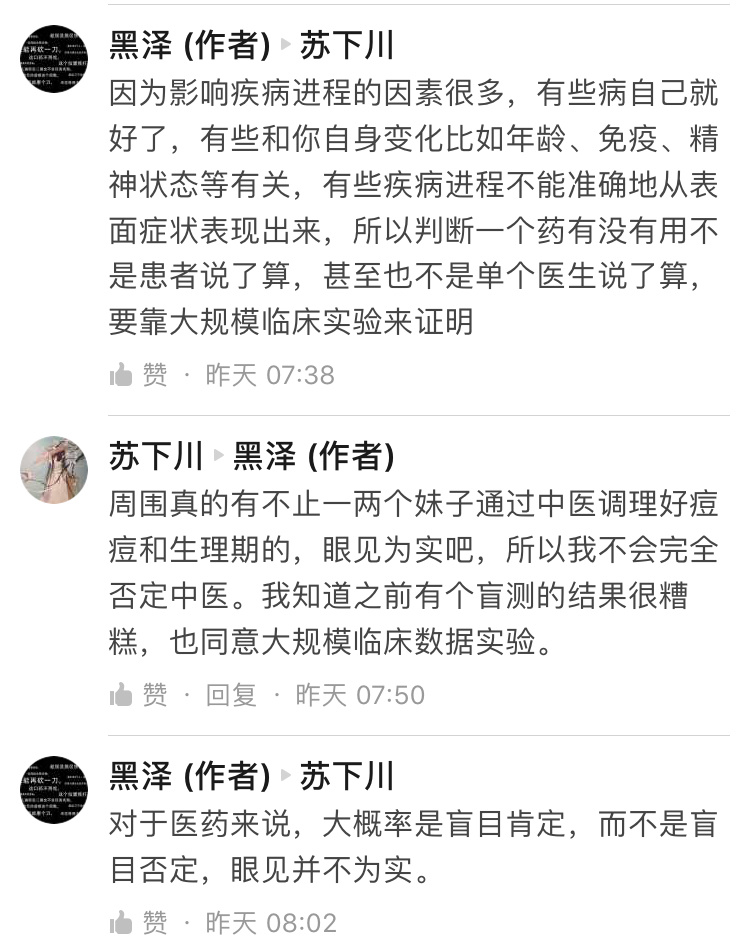 黑泽 (作者) ▸ 苏下川
因为影响疾病进程的因素很多，有些病自己就
好了，有些和你自身变化比如年龄、免疫、精
神状态等有关，有些疾病进程不能准确地从表
面症状表现出来，所以判断一个药有没有用不
是患者说了算，甚至也不是单个医生说了算，
要靠大规模临床实验来证明
赞 · 昨天 07:38
苏下川 ▸ 黑泽 (作者)
周围真的有不止一两个妹子通过中医调理好痘
痘和生理期的，眼见为实吧，所以我不会完全
否定中医。我知道之前有个盲测的结果很糟
糕，也同意大规模临床数据实验。
赞 · 回复 · 昨天 07:50
黑泽 (作者) ▸ 苏下川
对于医药来说，大概率是盲目肯定，而不是盲
目否定，眼见并不为实。
赞 · 昨天 08:02